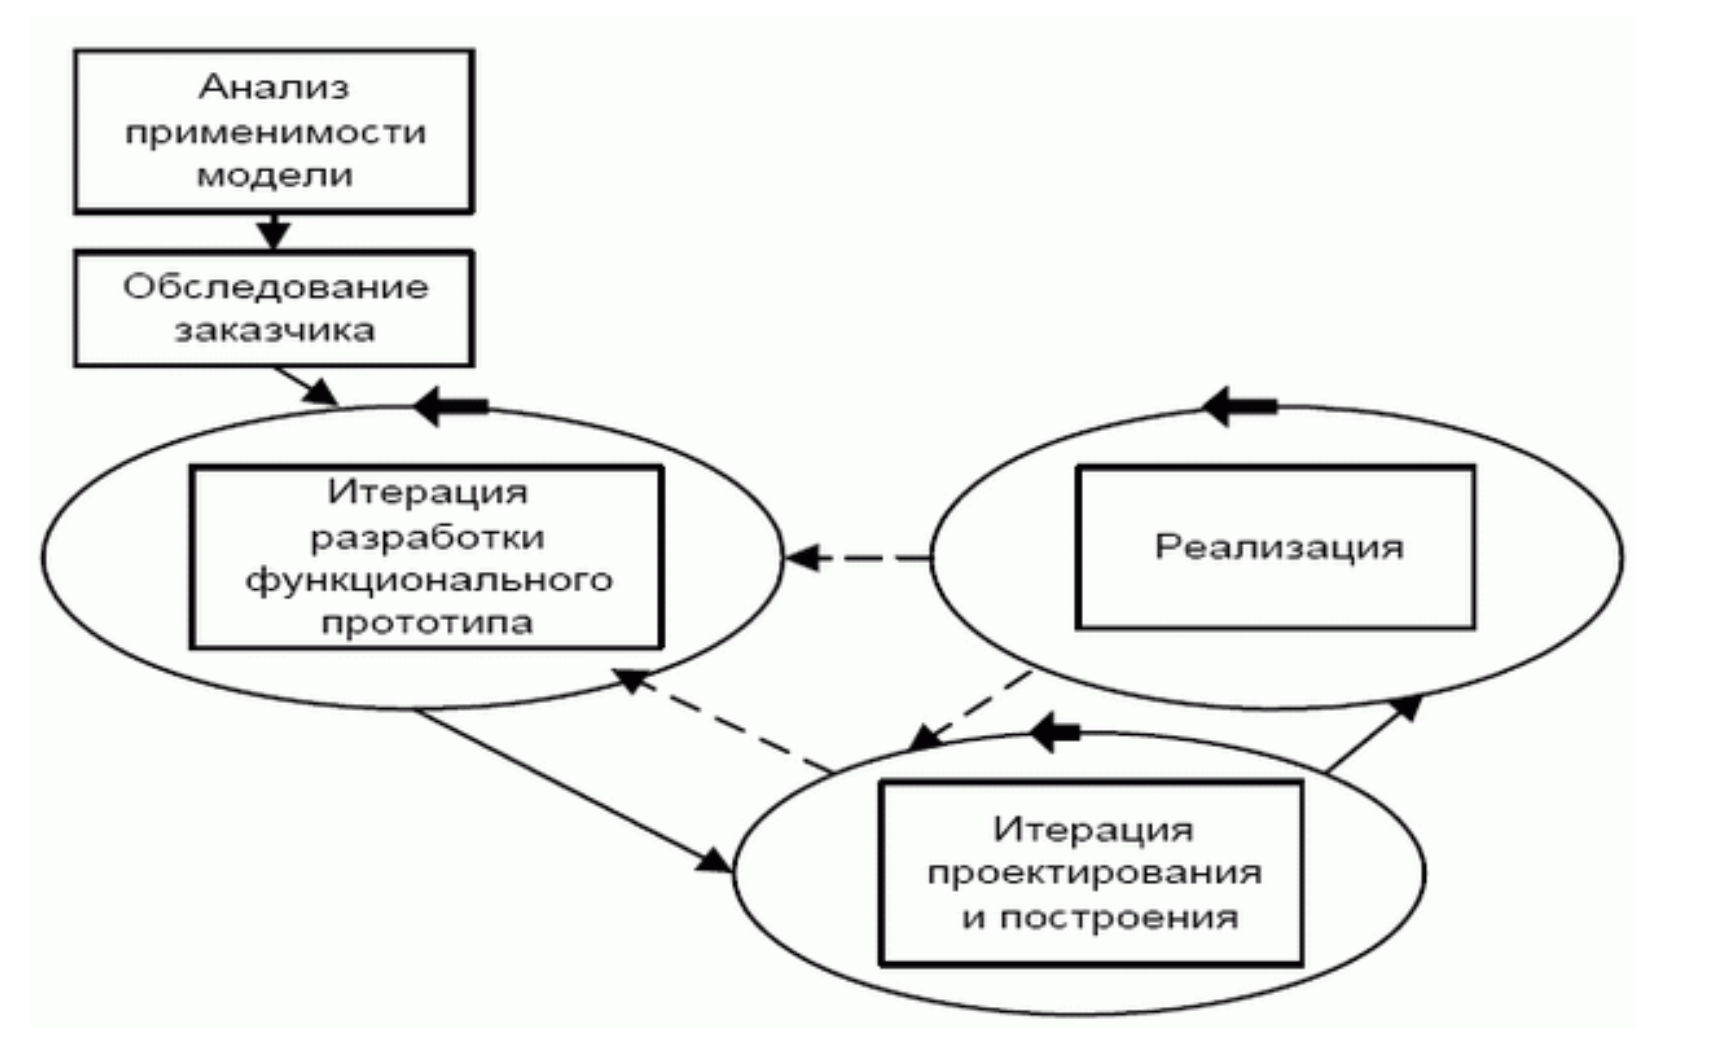 Анализ
применимости
модели
Обследование
заказчика
Итерация
разработки
функционального
прототипа
Реализация
Итерация
проектирования
и построения